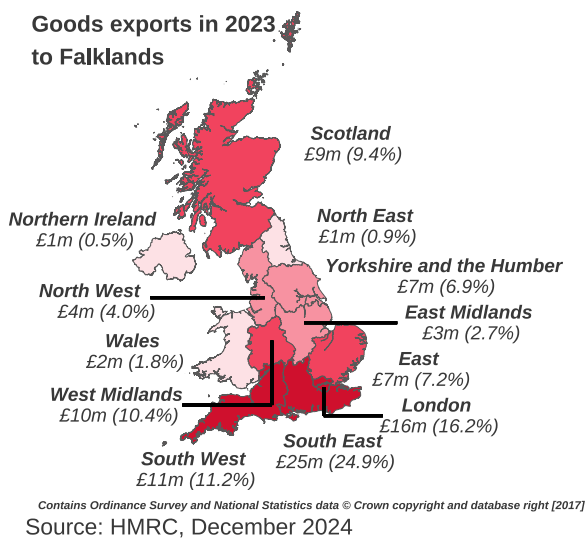 Goods exports in 2023
to Falklands
Scotland
£9m (9.4%)
Northern Ireland
£1m (0.5%)
North East
£1m (0.9%)
Yorkshire and the Humber
£7m (6.9%)
North West
£4m (4.0%)
East Midlands
£3m (2.7%)
Wales
£2m (1.8%)
East
£7m (7.2%)
West Midlands
£10m (10.4%)
London
£16m (16.2%)
South East
£25m (24.9%)
South West
£11m (11.2%)
Contains Ordinance Survey and National Statistics data © Crown copyright and database right [2017]
Source: HMRC, December 2024